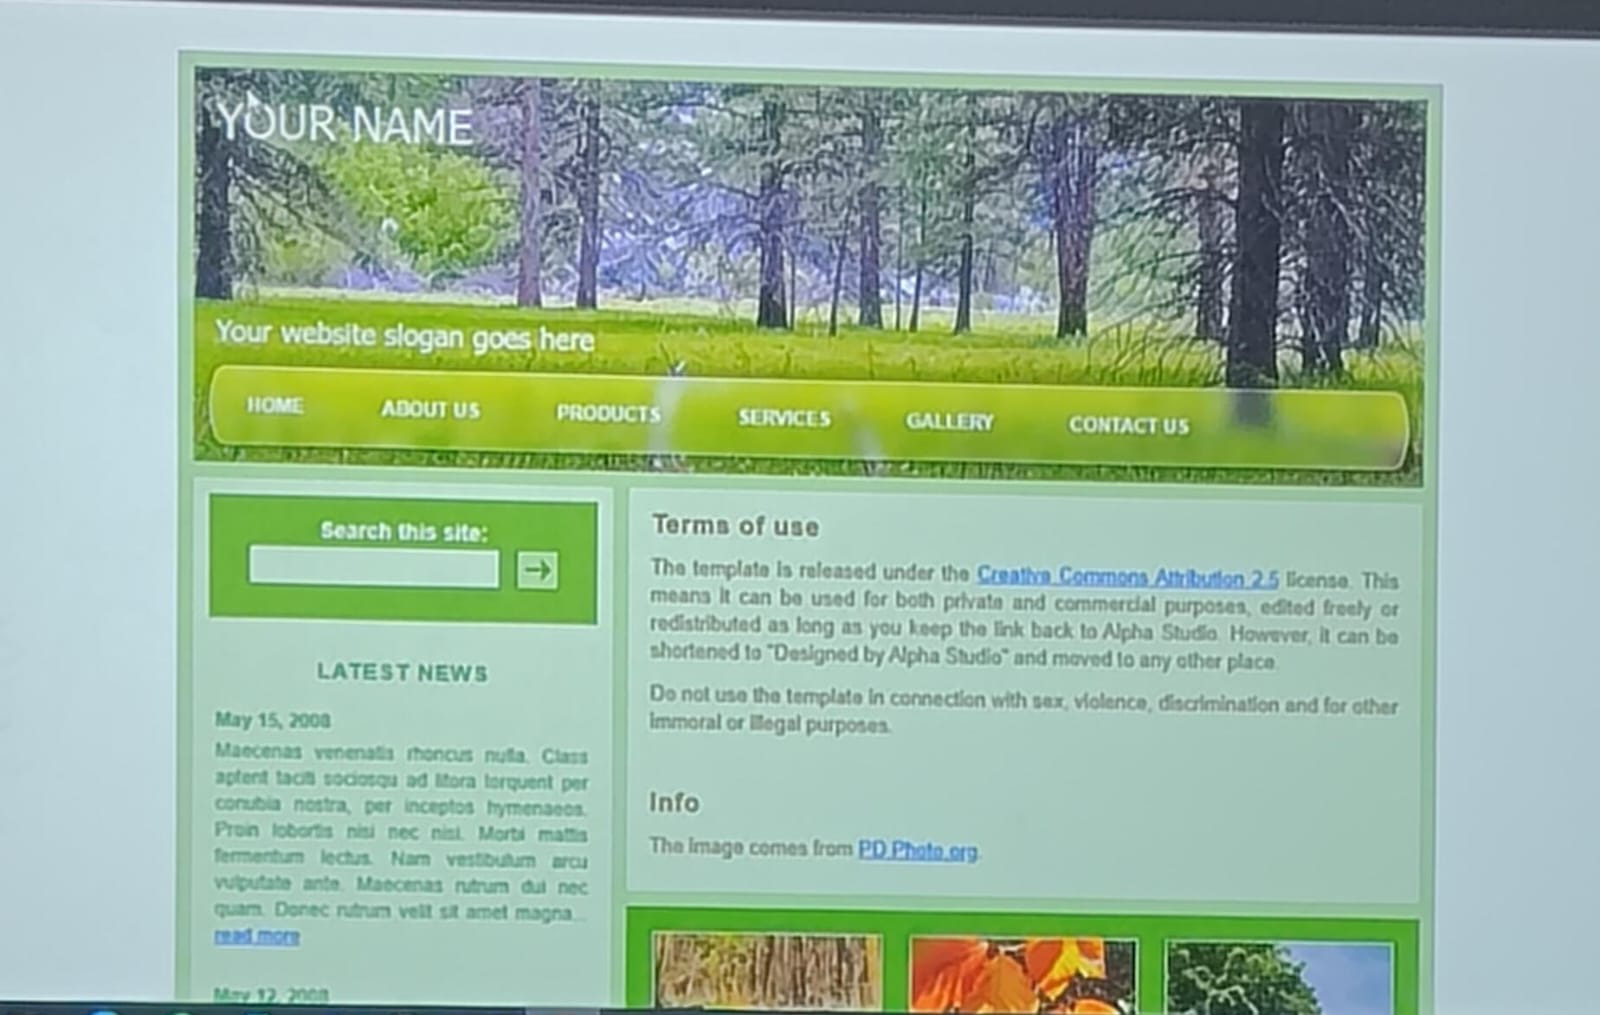 YOUR NAME
Your website slogan goes here
HOME ABOUT US PRODUCTS SERVICES GALLERY CONTACT US
Search this site:
LATEST NEWS
May 15, 2008
Maecenas venenatis rhoncus nulla. Class
aptent taciti sociosqu ad litora torquent per
conubia nostra, per inceptos hymenaeos.
Proin lobortis nisi nec nisl. Morbi mattis
fermentum lectus. Nam vestibulum arcu
vulputate ante. Maecenas rutrum dui nec
quam. Donec rutrum velit sit amet magna...
read more
May 12, 2008
Terms of use
The template is released under the Creative Commons Attribution 2.5 license. This
means it can be used for both private and commercial purposes, edited freely or
redistributed as long as you keep the link back to Alpha Studio. However, it can be
shortened to "Designed by Alpha Studio" and moved to any other place.
Do not use the template in connection with sex, violence, discrimination and for other
immoral or illegal purposes.
Info
The image comes from PD Photo.org.